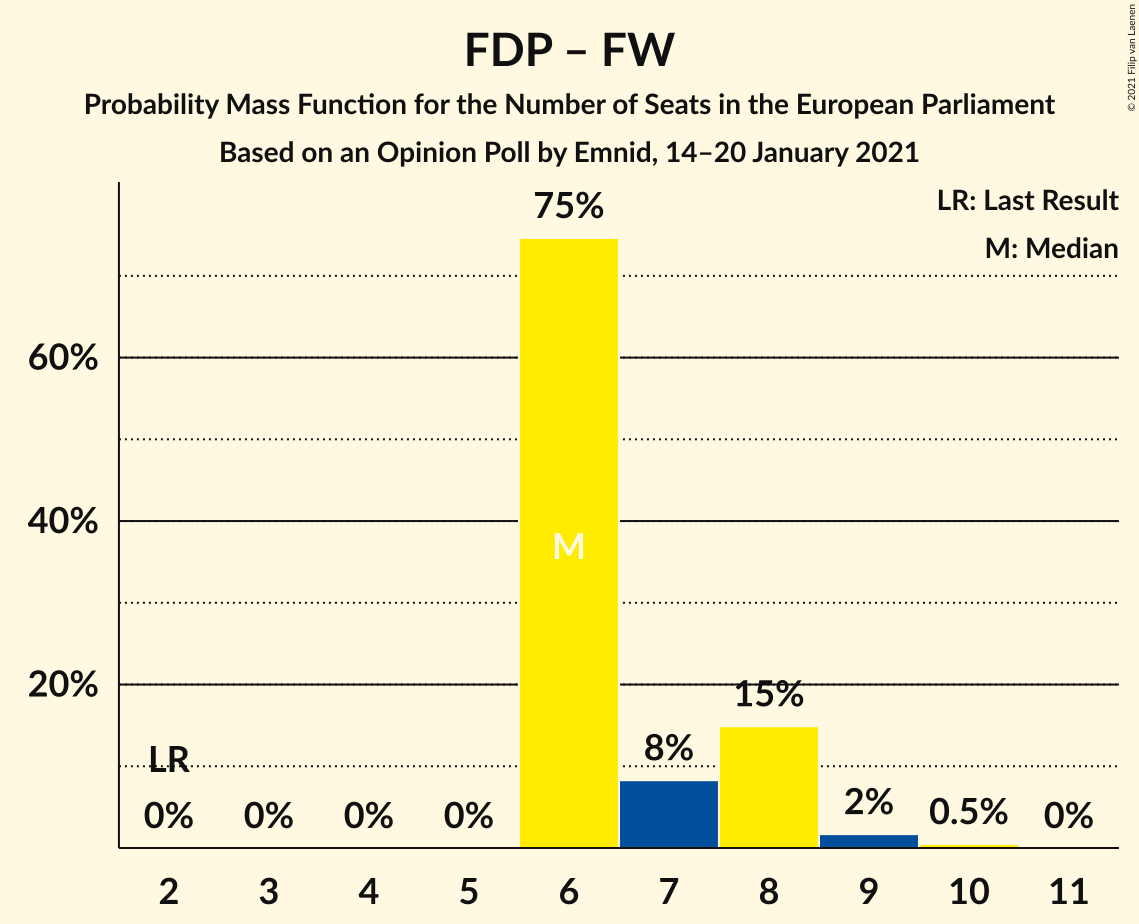 FDP – FW
Probability Mass Function for the Number of Seats in the European Parliament
Based on an Opinion Poll by Emnid, 14–20 January 2021
© 2021 Filip van Laenen
LR: Last Result
M: Median
75%
60%
40%
M
20%
15%
LR
8%
0%
0%
0%
0%
2%
0.5%
0%
2
3
4
5
6
7
8
9
10
11